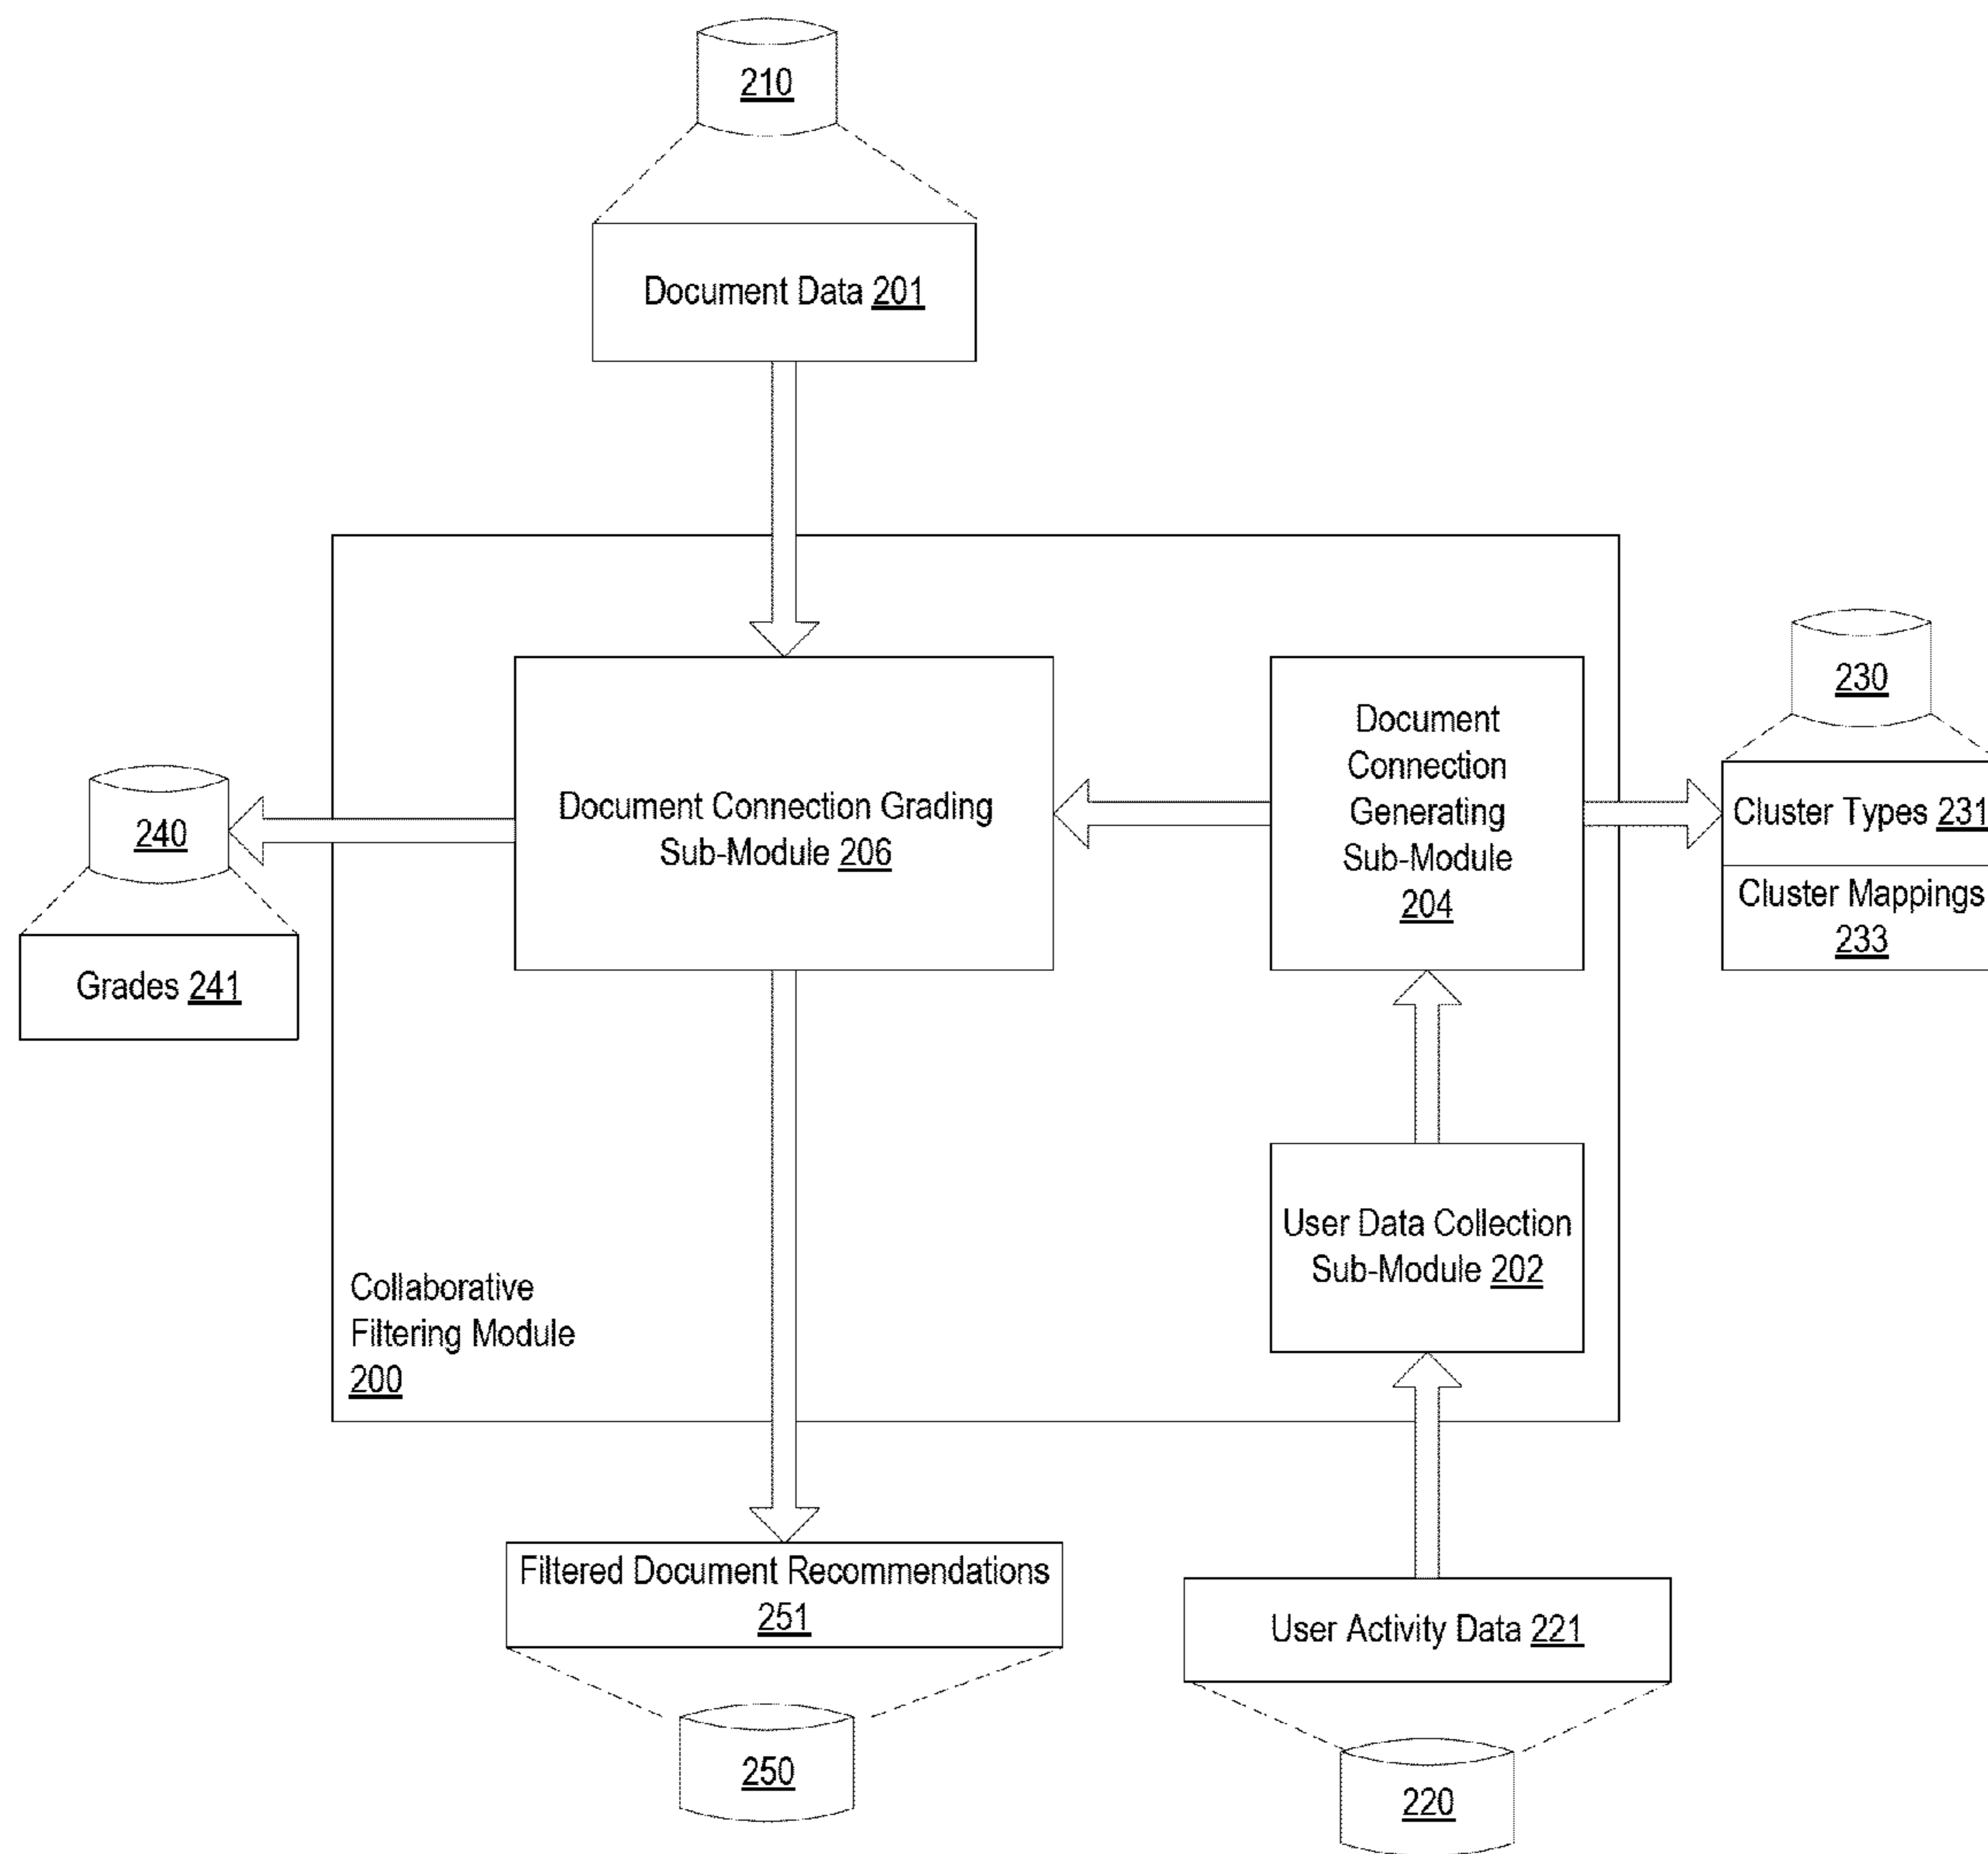 210
Document Data 201
230
Document
Connection
Generating
Sub-Module
204
Cluster Types 231
Cluster Mappings
233
Document Connection Grading
Sub-Module 206
240
Grades 241
User Data Collection
Sub-Module 202
Collaborative
Filtering Module
200
Filtered Document Recommendations
251
User Activity Data 221
250
220